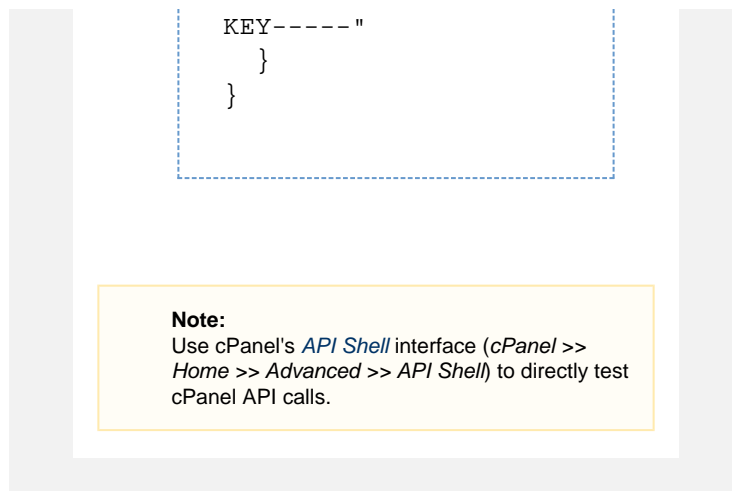 KEY-----"
}
}
Note:
Use cPanel's API Shell interface (cPanel >>
Home >> Advanced >> API Shell) to directly test
cPanel API calls.